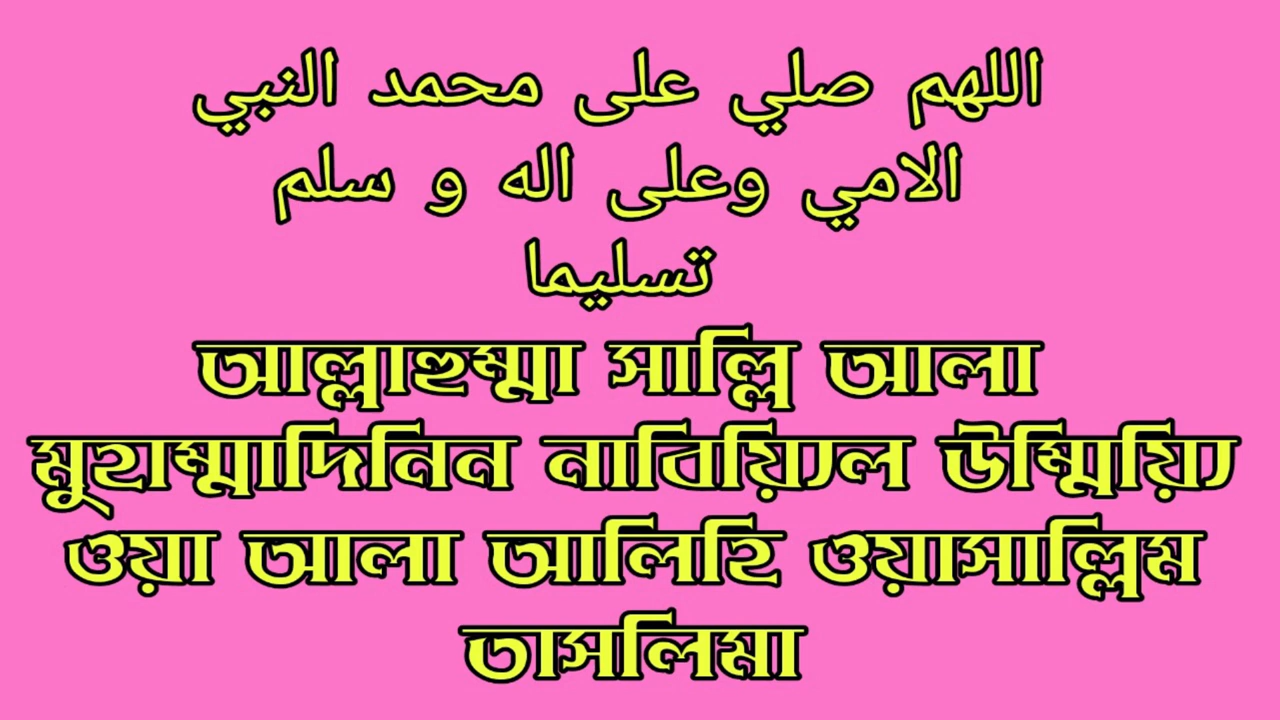 اللهم صلي على محمد النبي
الامي وعلى اله و سلم
تسليما
আল্লাহুম্মা সাল্লি আলা
মুহাম্মাদিনিন নাবিয়্যিল উম্মিয়্যি
ওয়া আলা আলিহি ওয়াসাল্লিম
তাসলিমা